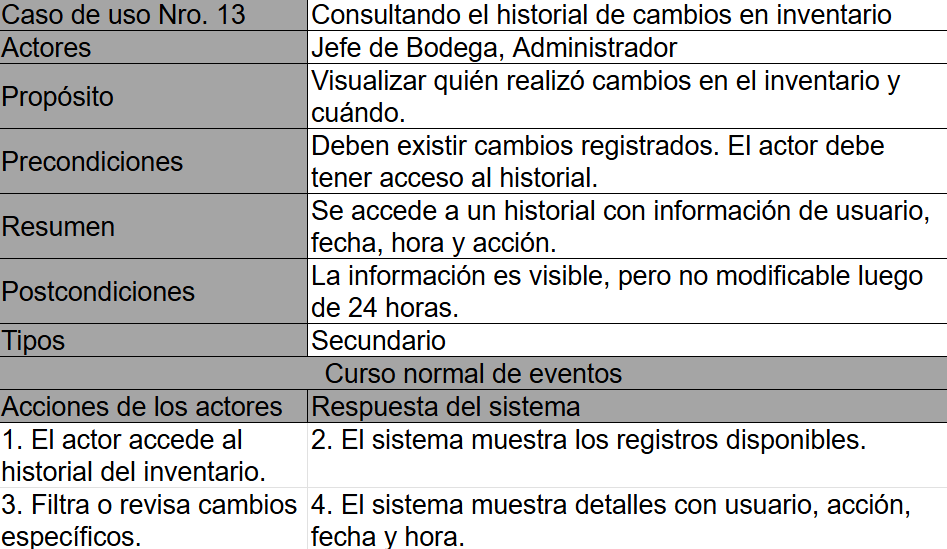 Caso de uso Nro. 13 Consultando el historial de cambios en inventario
Actores Jefe de Bodega, Administrador
Propósito Visualizar quién realizó cambios en el inventario y
cuándo.
Precondiciones Deben existir cambios registrados. El actor debe
tener acceso al historial.
Resumen Se accede a un historial con información de usuario,
fecha, hora y acción.
Postcondiciones La información es visible, pero no modificable luego
de 24 horas.
Tipos Secundario
Curso normal de eventos
Acciones de los actores Respuesta del sistema
1. El actor accede al
historial del inventario.
2. El sistema muestra los registros disponibles.
3. Filtra o revisa cambios
específicos.
4. El sistema muestra detalles con usuario, acción,
fecha y hora.